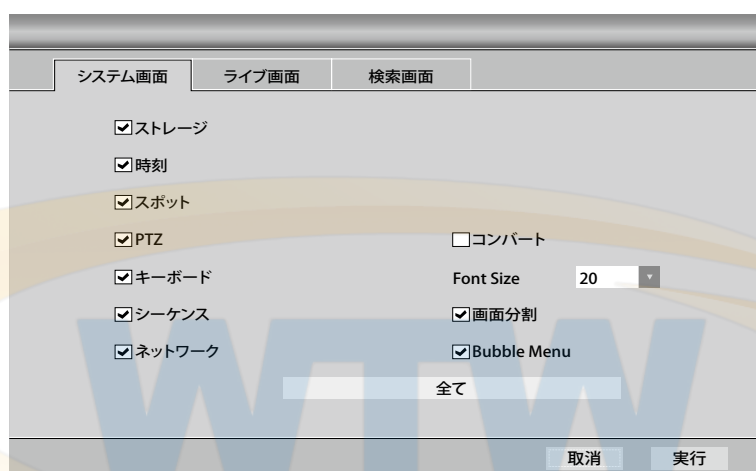 システム画面 ライブ画面 検索画面
ストレージ
時刻
スポット
PTZ コンバート
キーボード Font Size 20
シーケンス 画面分割
ネットワーク Bubble Menu
全て
取消 実行
WTW